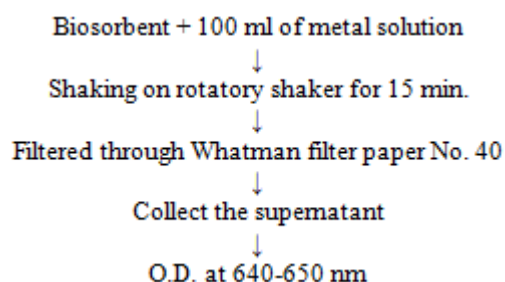 Biosorbent + 100 ml of metal solution
↓
Shaking on rotatory shaker for 15 min.
↓
Filtered through Whatman filter paper No. 40
↓
Collect the supernatant
↓
O.D. at 640-650 nm